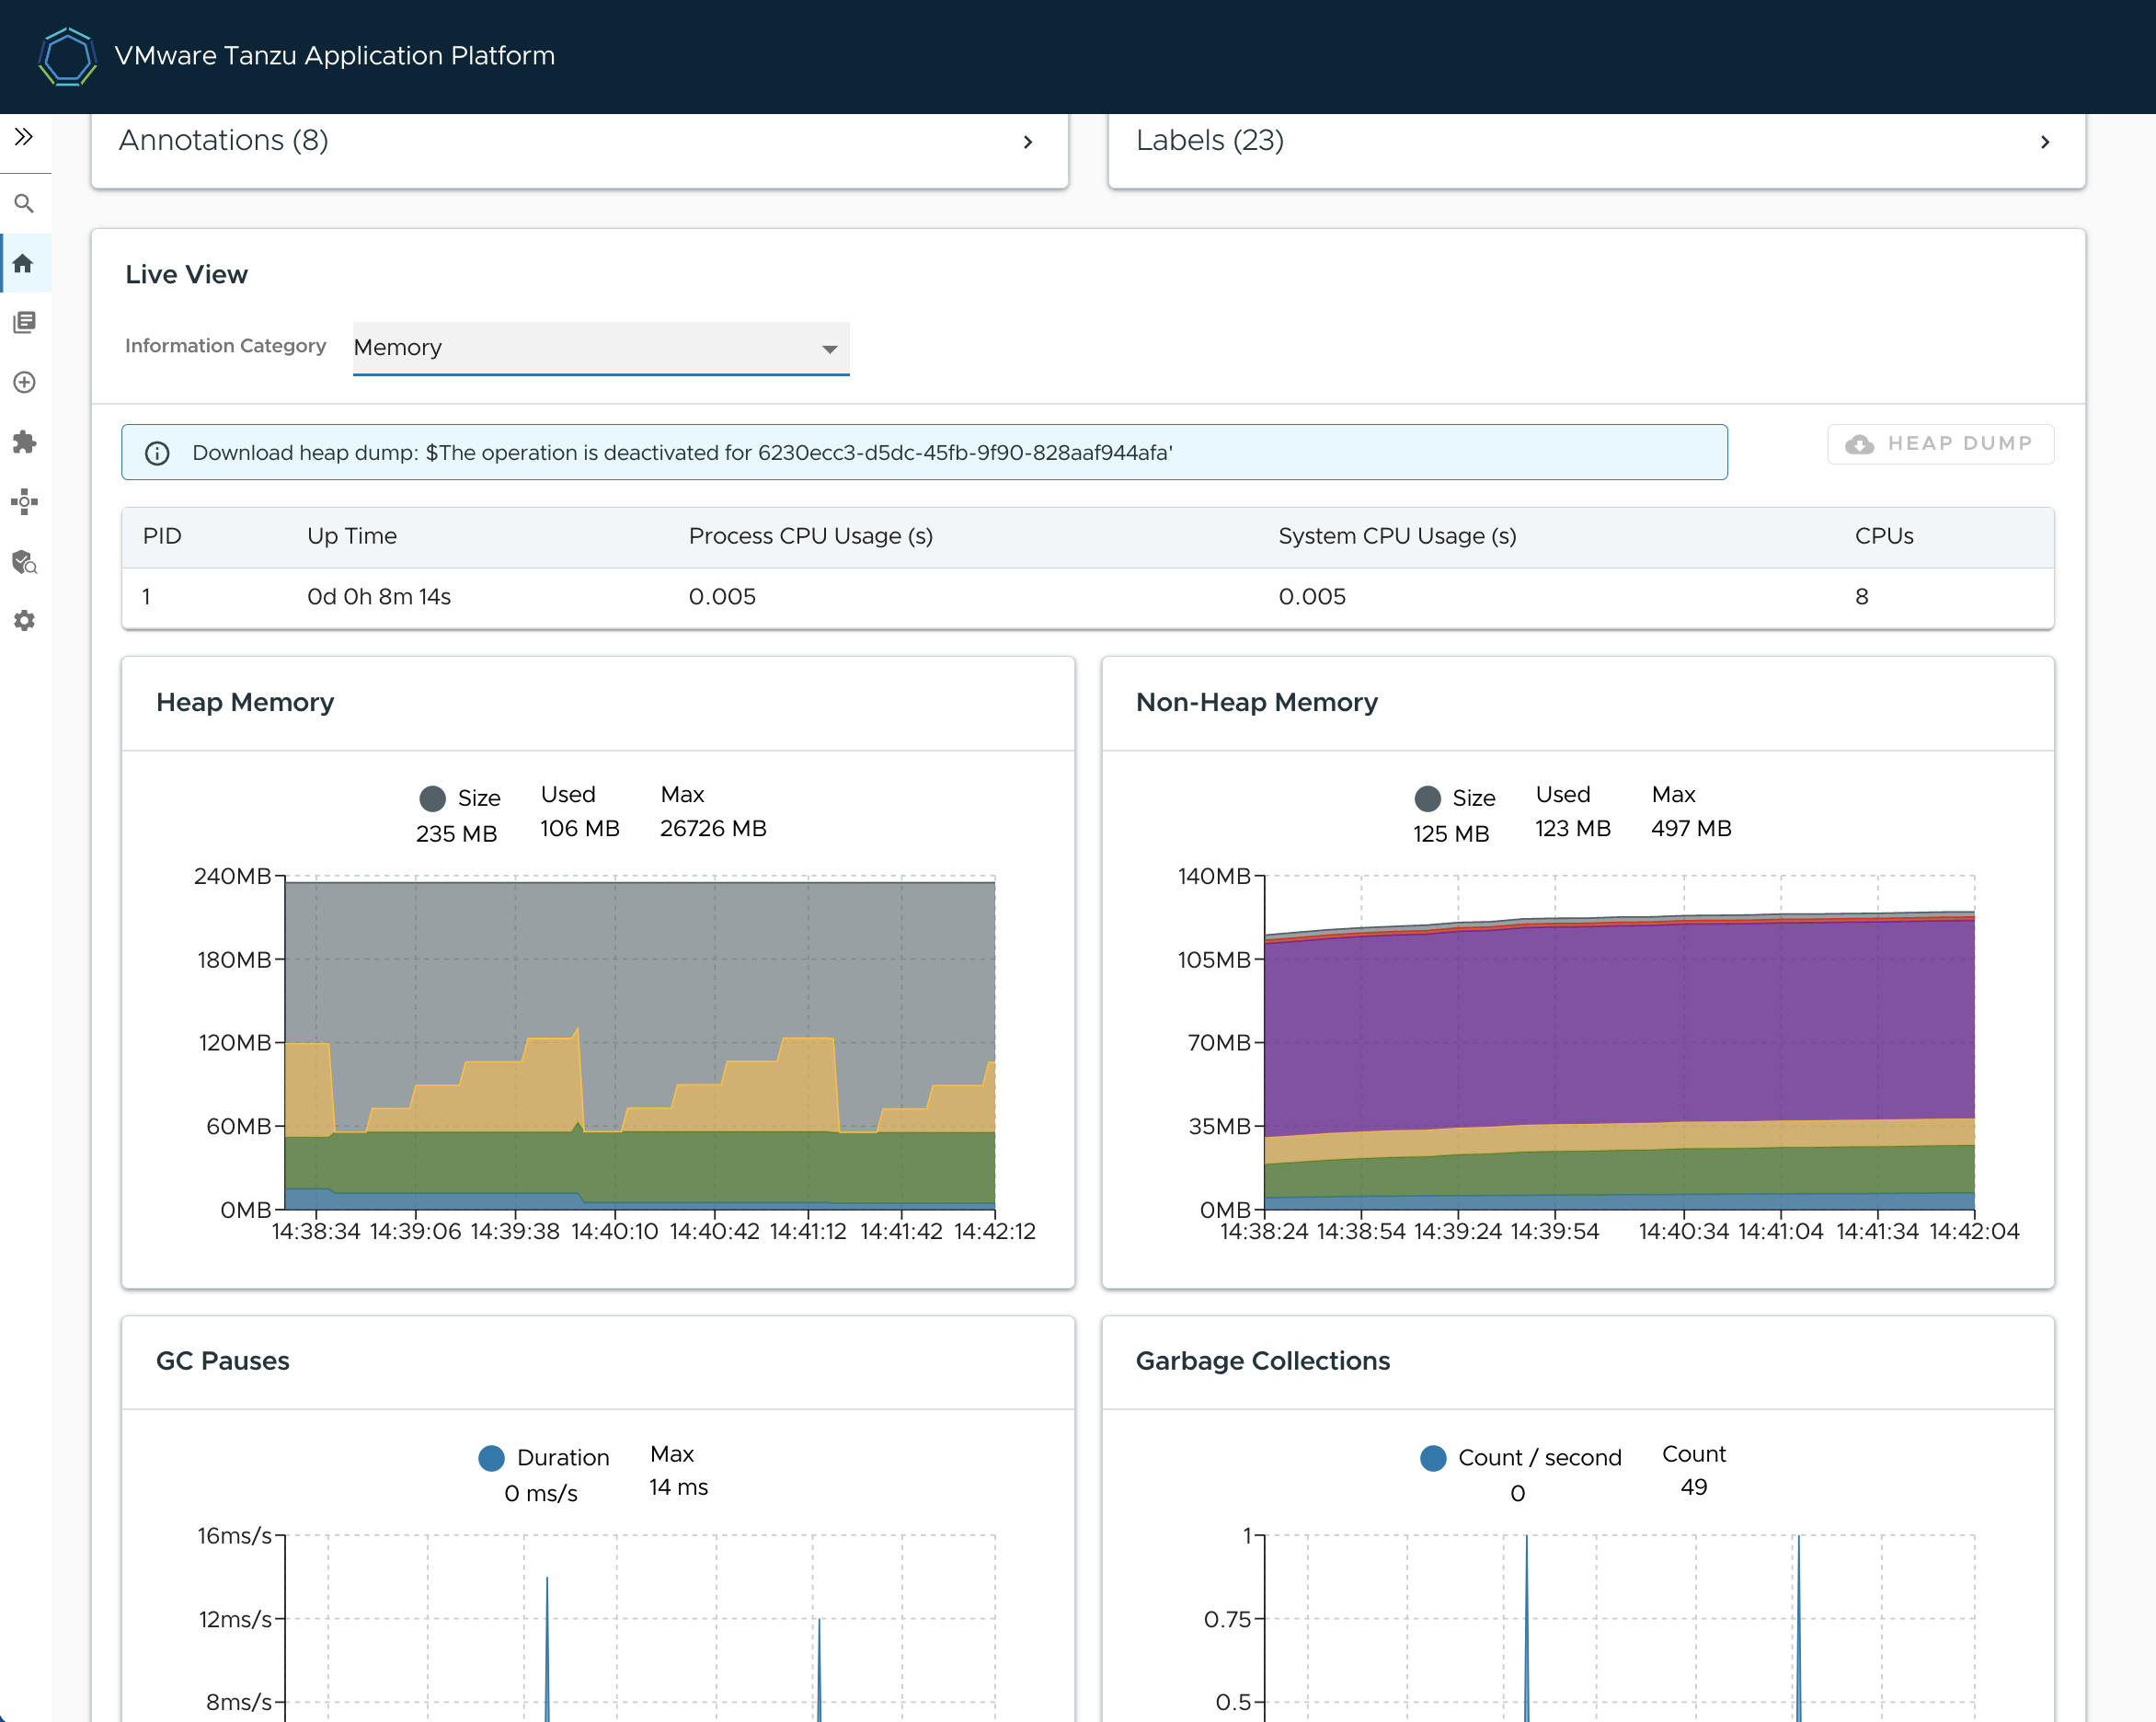 VMware Tanzu Application Platform
Annotations (8)
Labels (23)
Live View
Information Category
Memory
Download heap dump: $The operation is deactivated for 6230ecc3-d5dc-45fb-9f90-828aaf944afa'
HEAP DUMP
PID Up Time Process CPU Usage (s) System CPU Usage (s) CPUs
1 0d 0h 8m 14s 0.005 0.005 8
Heap Memory
Size Used Max
235 MB 106 MB 26726 MB
240MB
180MB
120MB
60MB
0MB
14:38:34 14:39:06 14:39:38 14:40:10 14:40:42 14:41:12 14:41:42 14:42:12
Non-Heap Memory
Size Used Max
125 MB 123 MB 497 MB
140MB
105MB
70MB
35MB
0MB
14:38:24 14:38:54 14:39:24 14:39:54 14:40:34 14:41:04 14:41:34 14:42:04
GC Pauses
Duration Max
0 ms/s 14 ms
16ms/s
12ms/s
8ms/s
Garbage Collections
Count / second Count
0 49
1
0.75
0.5